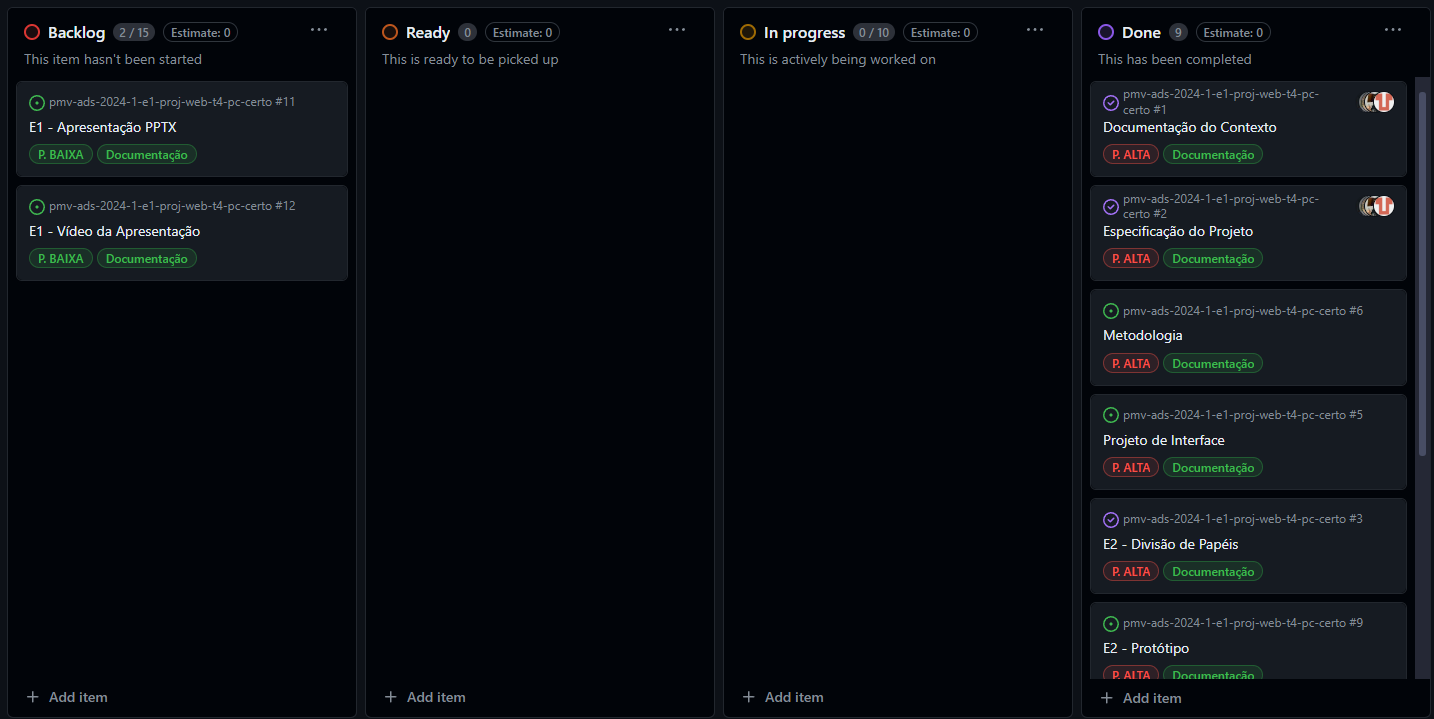 Backlog 2 / 15 Estimate: 0
This item hasn't been started
pmv-ads-2024-1-e1-proj-web-t4-pc-certo #11
E1 - Apresentação PPTX
P. BAIXA Documentação
pmv-ads-2024-1-e1-proj-web-t4-pc-certo #12
E1 - Vídeo da Apresentação
P. BAIXA Documentação
+ Add item
Ready 0 Estimate: 0
This is ready to be picked up
+ Add item
In progress 0 / 10 Estimate: 0
This is actively being worked on
+ Add item
Done 9 Estimate: 0
This has been completed
pmv-ads-2024-1-e1-proj-web-t4-pc-
certo #1
Documentação do Contexto
P. ALTA Documentação
pmv-ads-2024-1-e1-proj-web-t4-pc-
certo #2
Especificação do Projeto
P. ALTA Documentação
pmv-ads-2024-1-e1-proj-web-t4-pc-certo #6
Metodologia
P. ALTA Documentação
pmv-ads-2024-1-e1-proj-web-t4-pc-certo #5
Projeto de Interface
P. ALTA Documentação
pmv-ads-2024-1-e1-proj-web-t4-pc-certo #3
E2 - Divisão de Papéis
P. ALTA Documentação
pmv-ads-2024-1-e1-proj-web-t4-pc-certo #9
E2 - Protótipo
P. ALTA Documentação
+ Add item